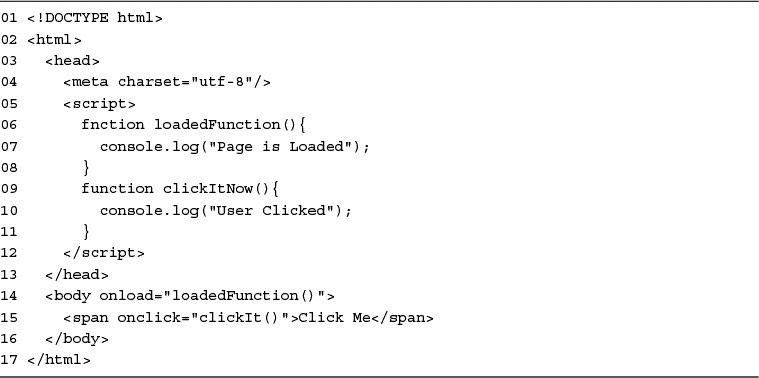 01 <!DOCTYPE html>
02 <html>
03   <head>
04     <meta charset="utf-8"/>
05     <script>
06       fnction loadedFunction(){
07         console.log("Page is Loaded");
08       }
09       function clickItNow(){
10         console.log("User Clicked");
11       }
12     </script>
13   </head>
14   <body onload="loadedFunction()">
15     <span onclick="clickIt()">Click Me</span>
16   </body>
17 </html>